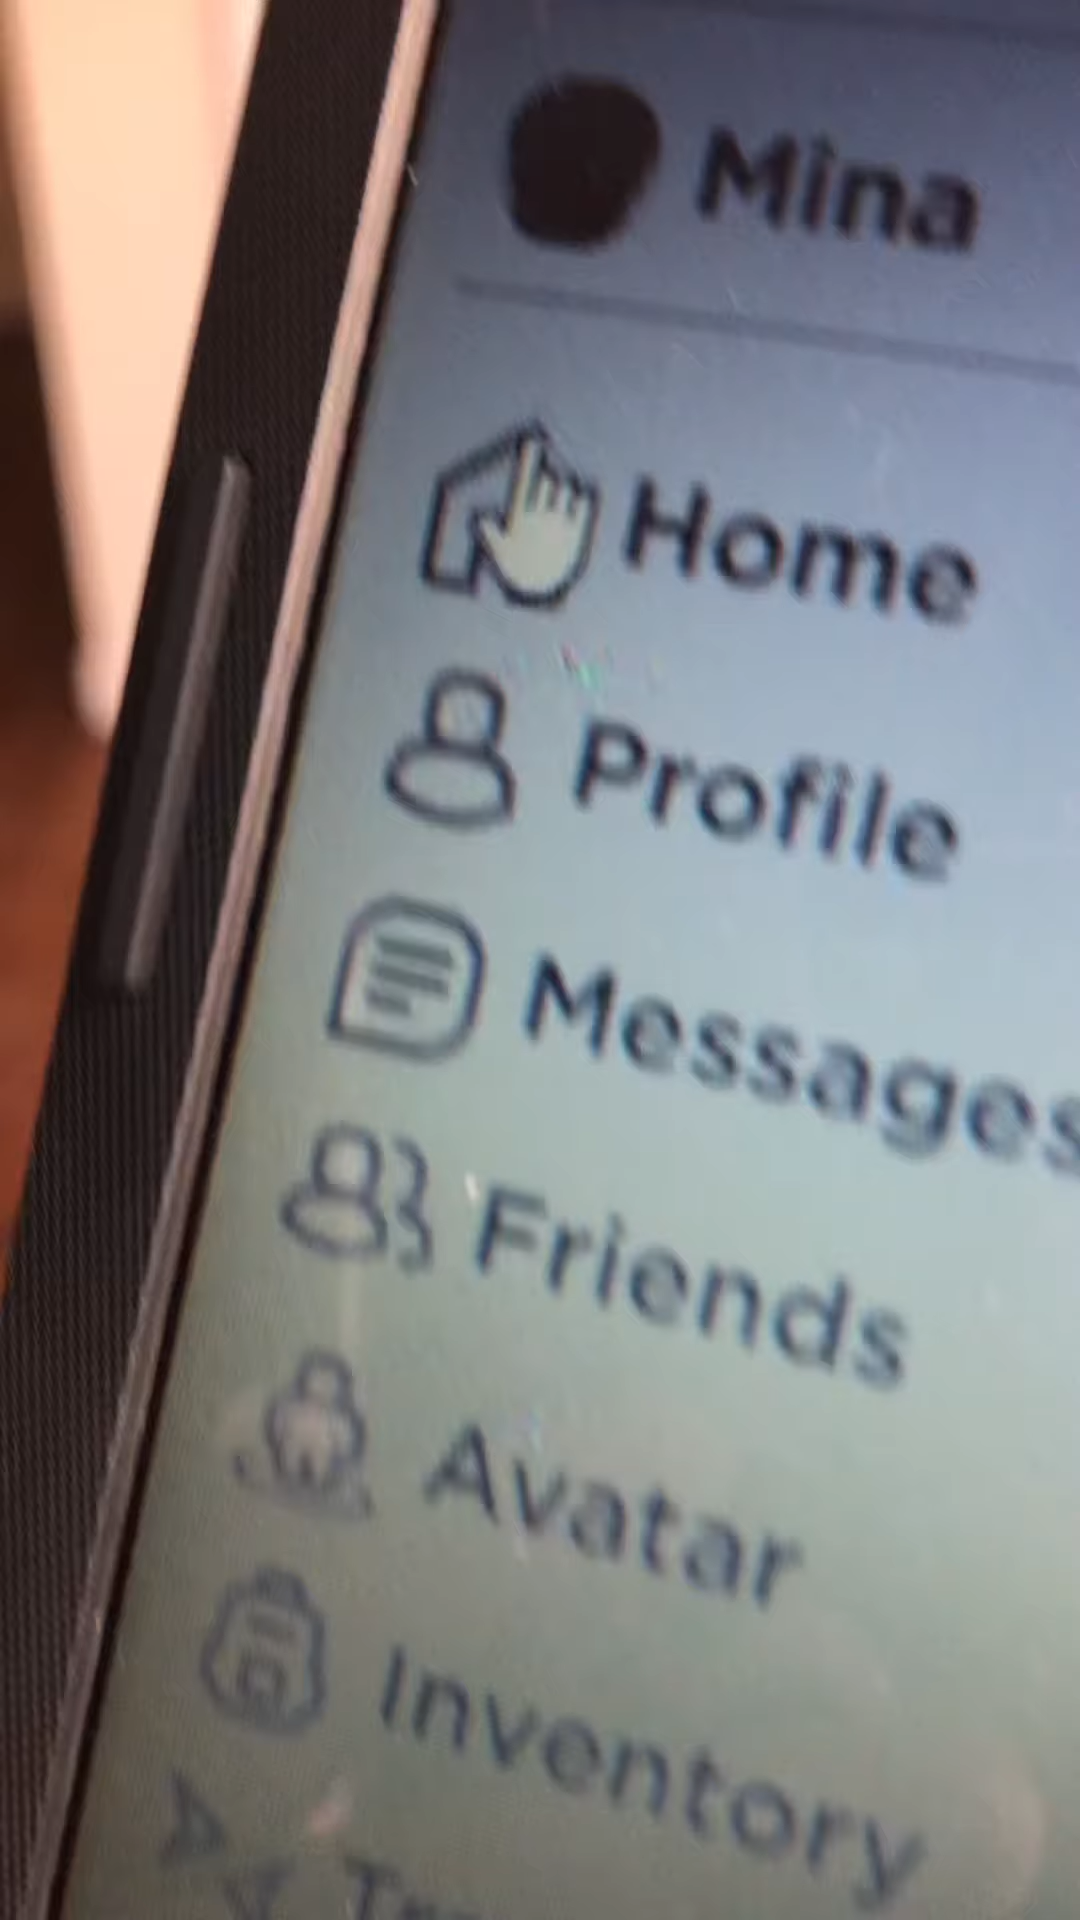 Mina
Home
Profile
Messages
Friends
Avatar
Inventory